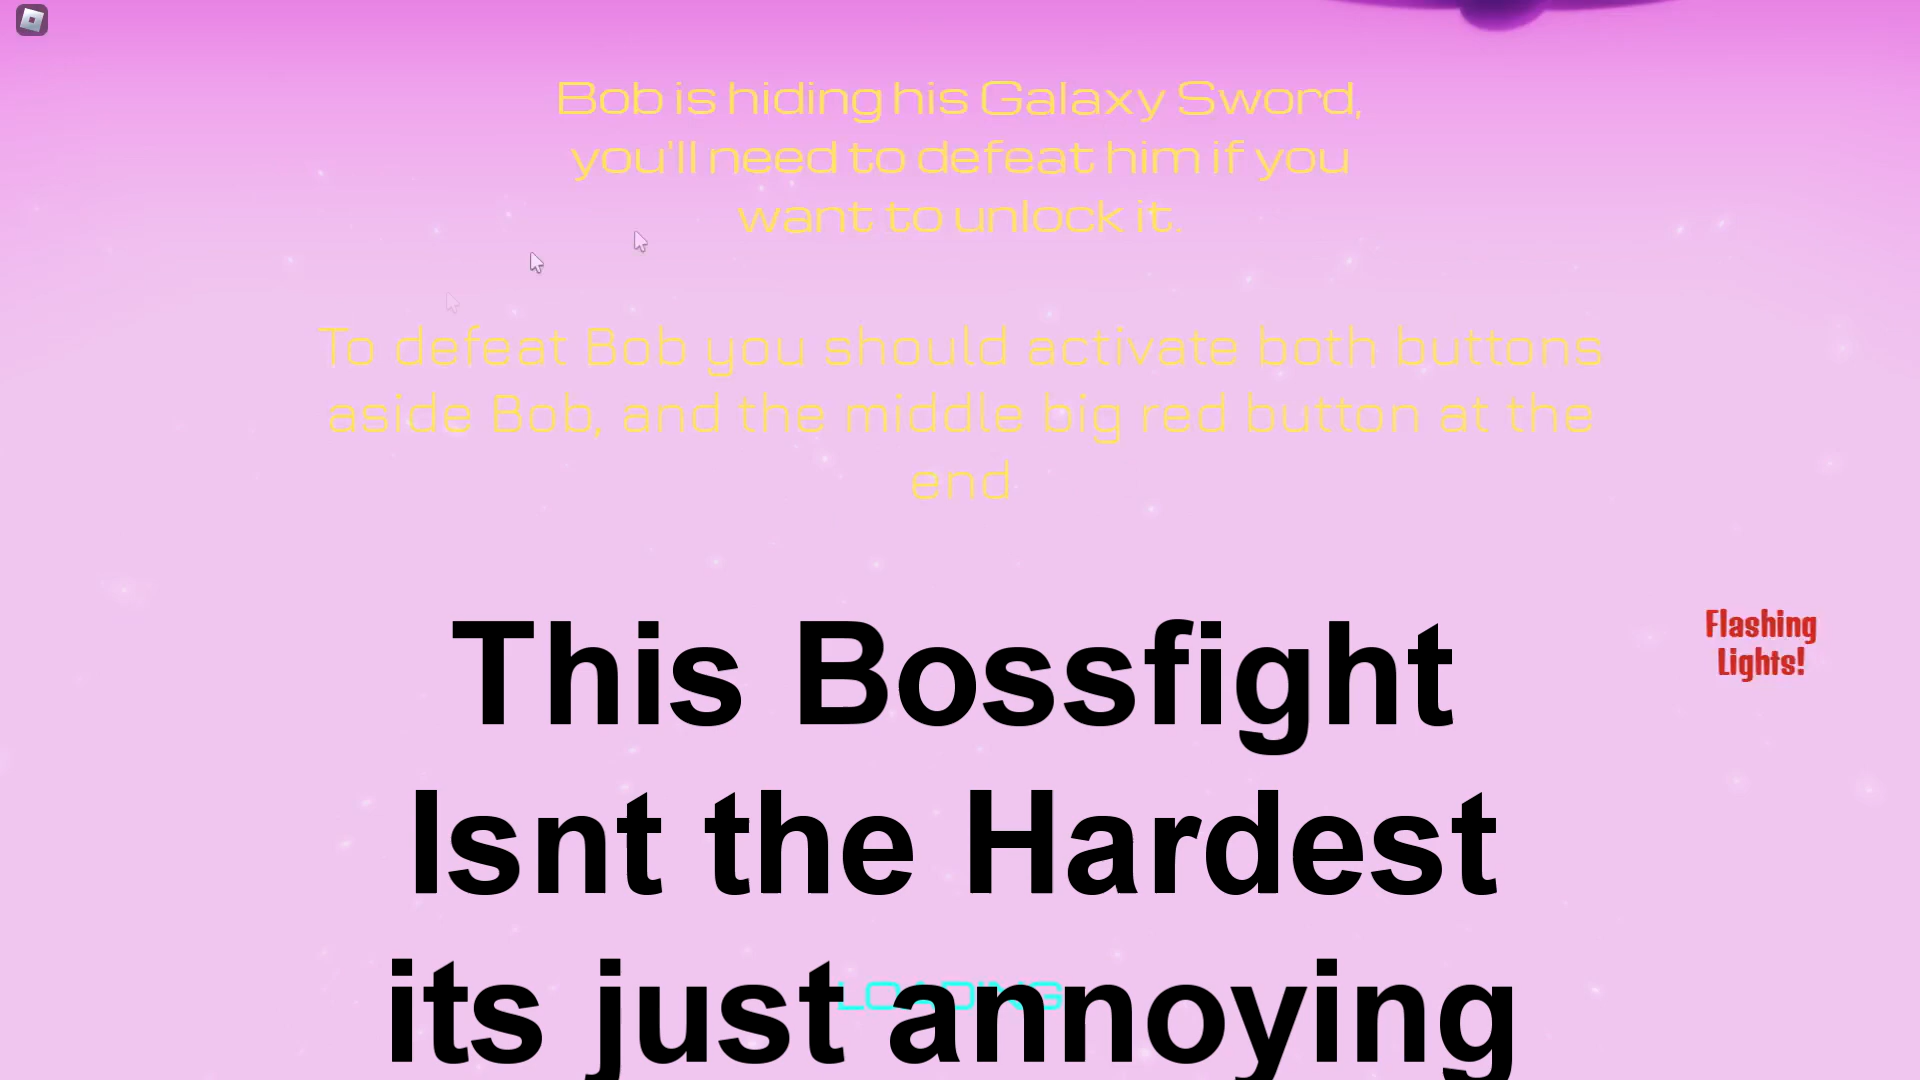 Bob is hiding his Galaxy Sword,
you'll need to defeat him if you
want to unlock it.
To defeat Bob you should activate both buttons
aside Bob, and the middle big red button at the
end
Flashing
Lights!
This Bossfight
Isnt the Hardest
its just annoying
LOADING